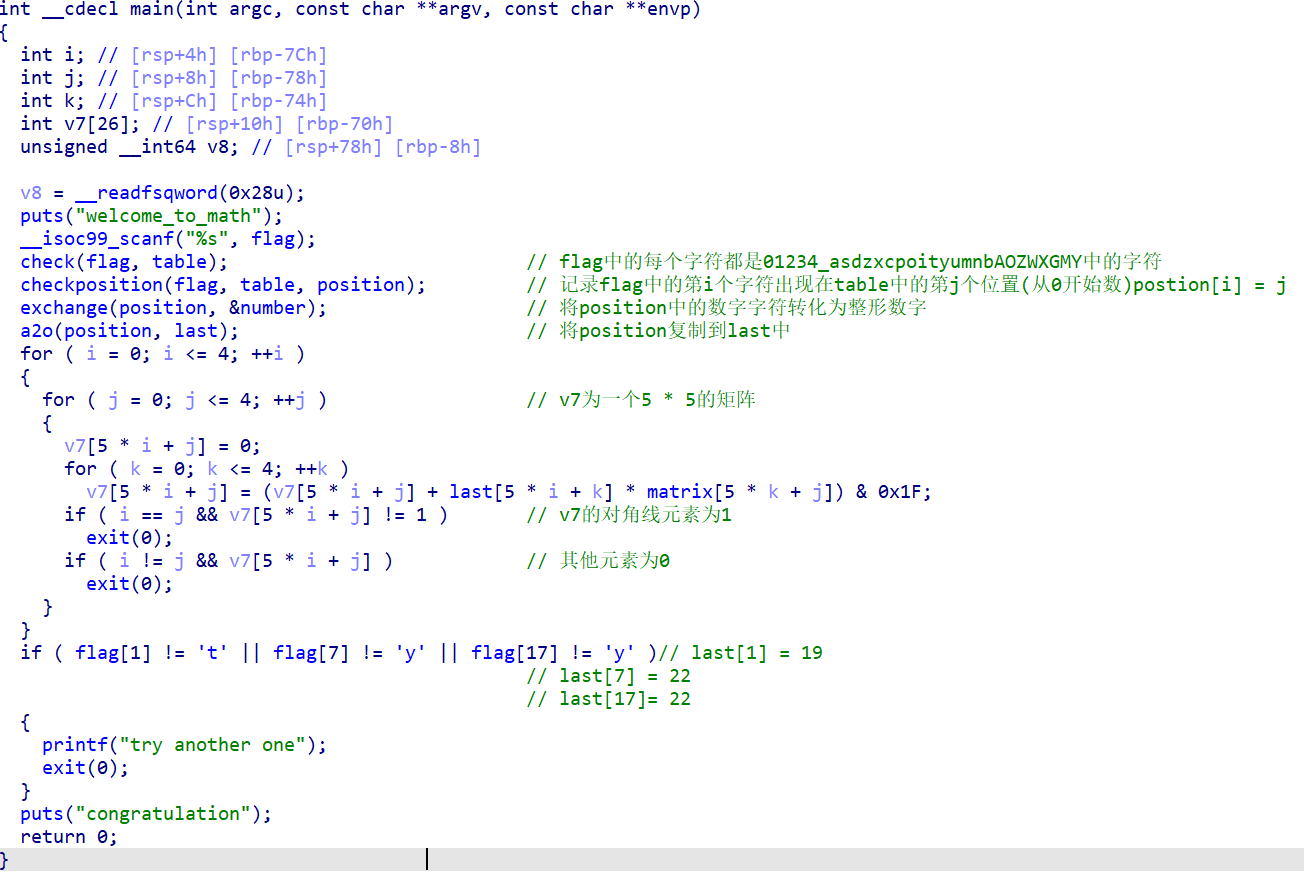 int __cdecl main(int argc, const char **argv, const char **envp)
{
  int i; // [rsp+4h] [rbp-7Ch]
  int j; // [rsp+8h] [rbp-78h]
  int k; // [rsp+Ch] [rbp-74h]
  int v7[26]; // [rsp+10h] [rbp-70h]
  unsigned __int64 v8; // [rsp+78h] [rbp-8h]

  v8 = __readfsqword(0x28u);
  puts("welcome_to_math");
  __isoc99_scanf("%s", flag);
  check(flag, table);                           // flag中的每个字符都是01234_asdzxcpoityumnbAOZWXGMY中的字符
  checkposition(flag, table, position);         // 记录flag中的第i个字符出现在table中的第j个位置(从0开始数)postion[i] = j
  exchange(position, &number);                  // 将position中的数字字符转化为整形数字
  a2o(position, last);                          // 将position复制到last中
  for ( i = 0; i <= 4; ++i )
  {
    for ( j = 0; j <= 4; ++j )                  // v7为一个5 * 5的矩阵
    {
      v7[5 * i + j] = 0;
      for ( k = 0; k <= 4; ++k )
        v7[5 * i + j] = (v7[5 * i + j] + last[5 * i + k] * matrix[5 * k + j]) & 0x1F;
      if ( i == j && v7[5 * i + j] != 1 )       // v7的对角线元素为1
        exit(0);
      if ( i != j && v7[5 * i + j] )            // 其他元素为0
        exit(0);
    }
  }
  if ( flag[1] != 't' || flag[7] != 'y' || flag[17] != 'y' )// last[1] = 19
                                                // last[7] = 22
                                                // last[17]= 22
  {
    printf("try another one");
    exit(0);
  }
  puts("congratulation");
  return 0;
}